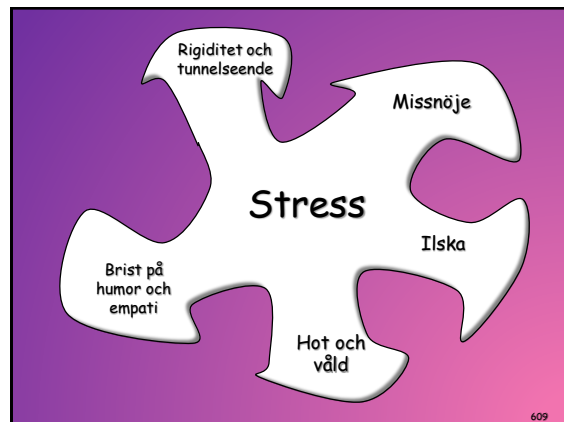 Rigiditet och
tunnelseende
Missnöje
Stress
Ilska
Brist på
humor och
empati
Hot och
våld
609